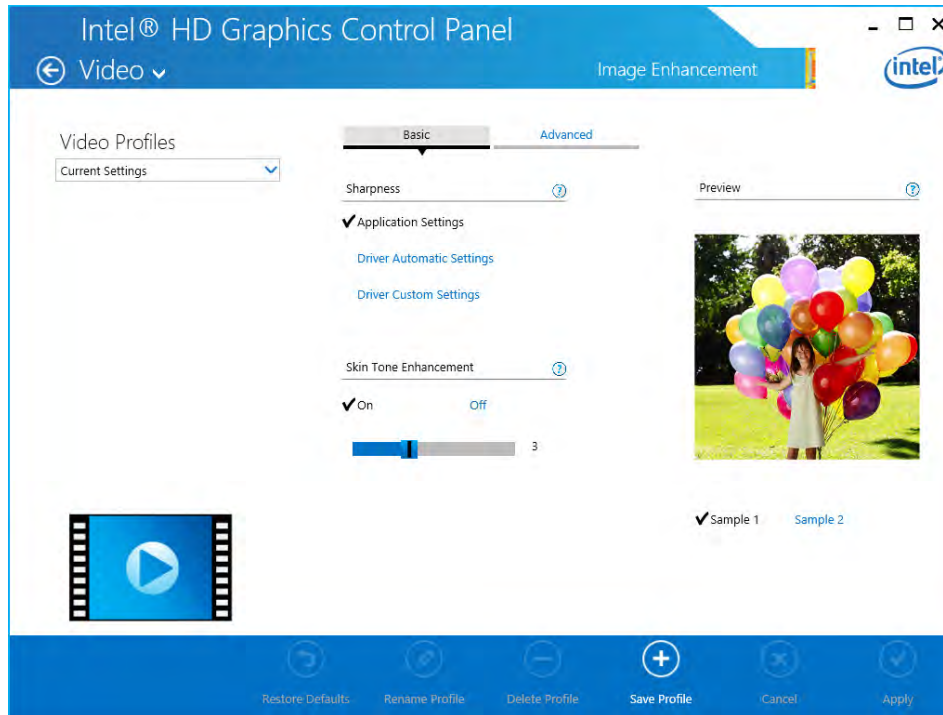 Intel® HD Graphics Control Panel
Video
Image Enhancement
intel
Video Profiles
Current Settings
Basic
Advanced
Sharpness
?
Application Settings
Driver Automatic Settings
Driver Custom Settings
Skin Tone Enhancement
?
On
Off
3
Preview
?
Sample 1
Sample 2
Restore Defaults
Rename Profile
Delete Profile
Save Profile
Cancel
Apply